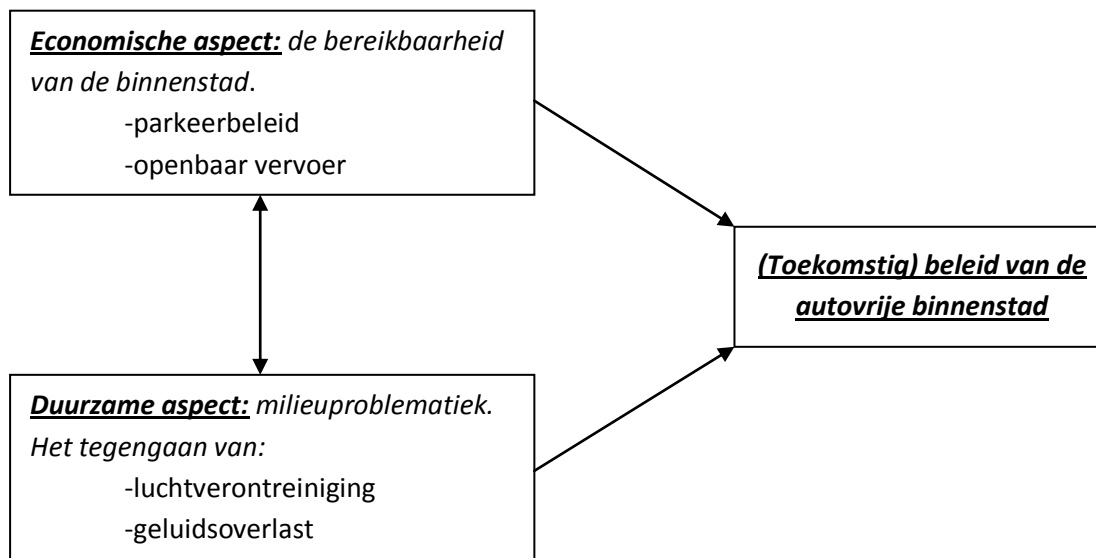 Economische aspect: de bereikbaarheid
van de binnenstad.
-parkeerbeleid
-openbaar vervoer
(Toekomstig) beleid van de
autovrije binnenstad
Duurzame aspect: milieuproblematiek.
Het tegengaan van:
-luchtverontreiniging
-geluidsoverlast